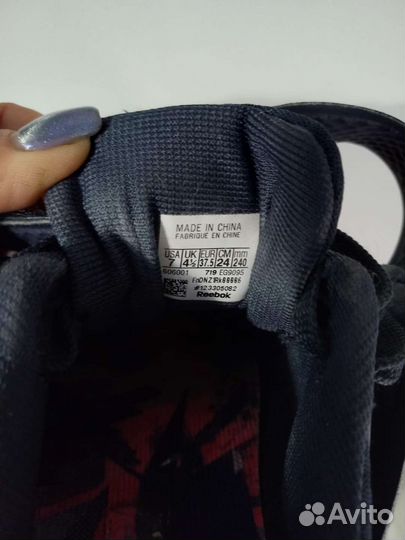 MADE IN CHINA
FABRIQUE EN CHINE
USA UK EUR CM mm
7 4½ 37.5 24 240
606001 719 EG9095
#123305082
Reebok
Avito